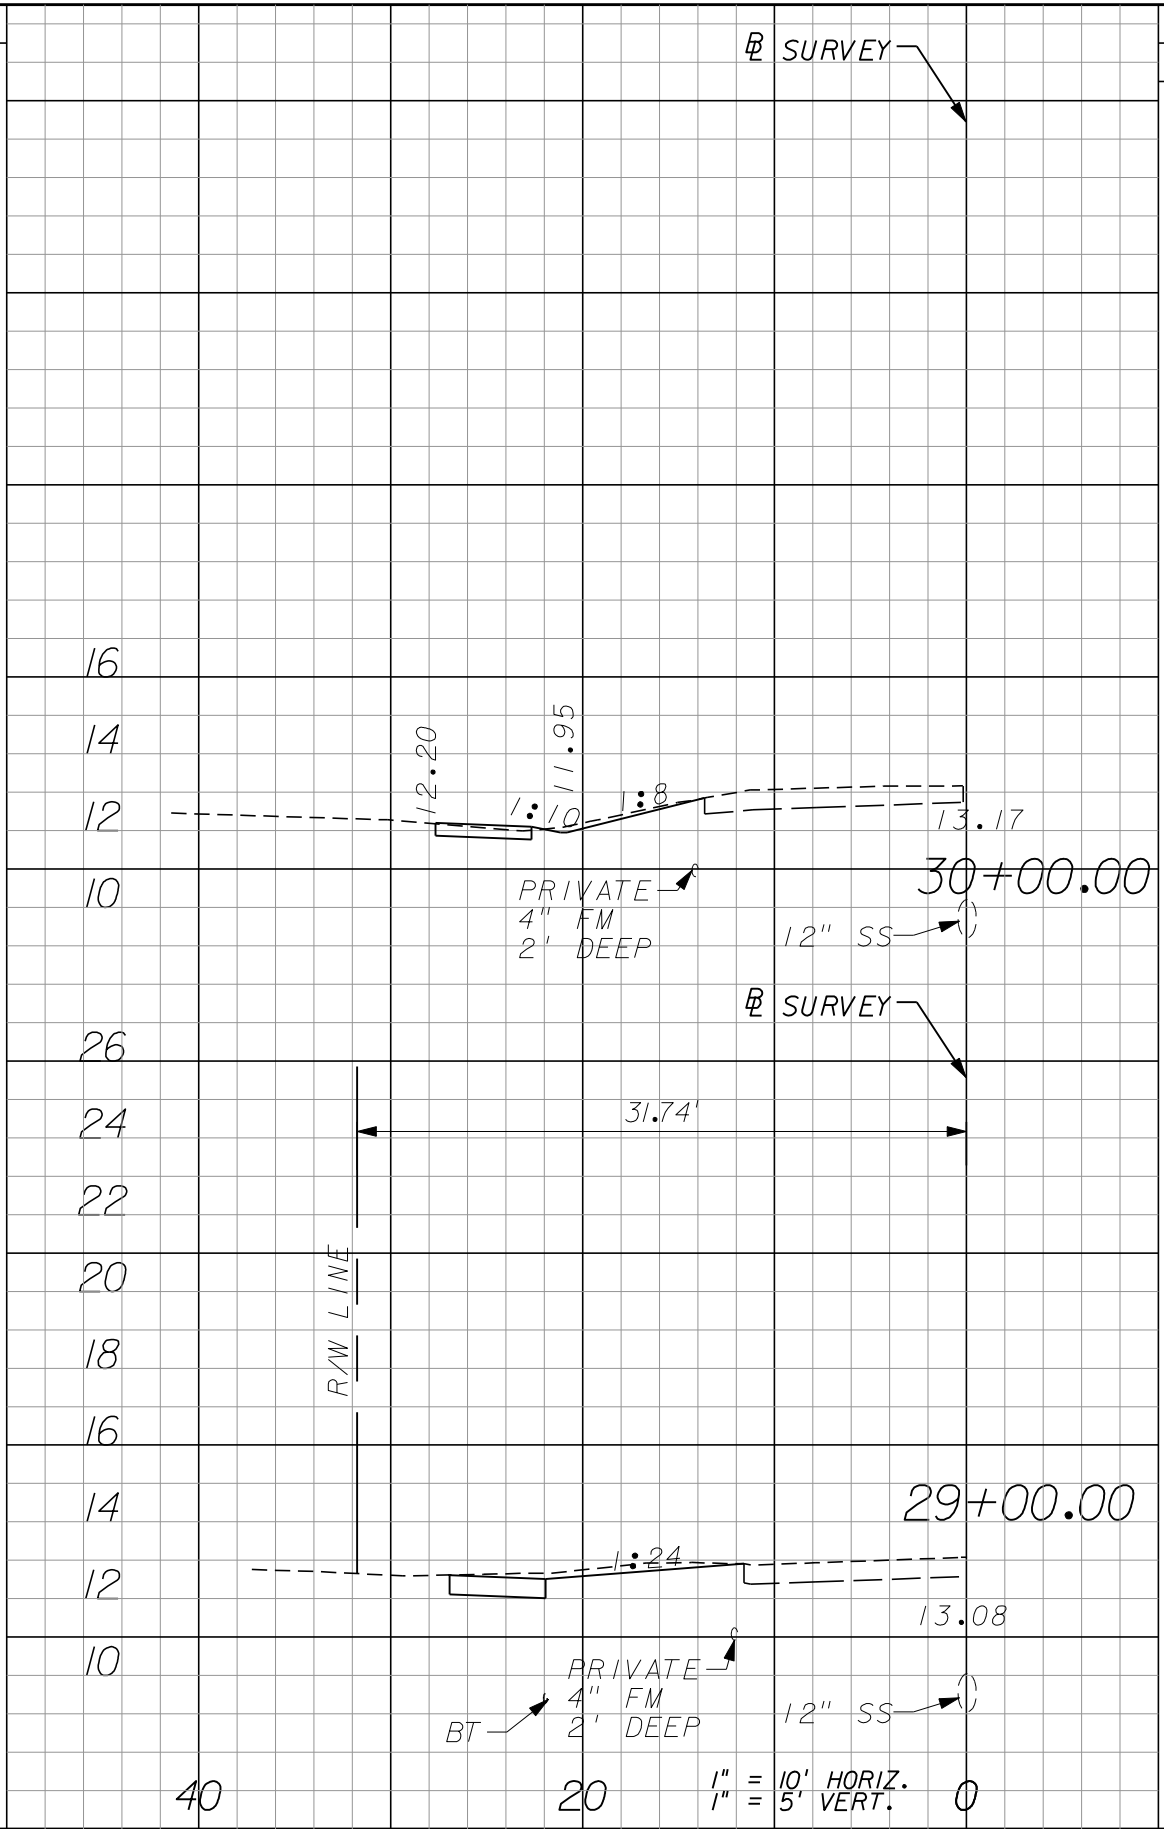 ℄ SURVEY
16
14
12
10
12.20
11.95
1:10
1:8
13.17
30+00.00
PRIVATE
4" FM
2' DEEP
12" SS
℄ SURVEY
26
24
22
20
18
16
14
12
10
31.74'
R/W LINE
29+00.00
1:24
13.08
PRIVATE
4" FM
2' DEEP
BT
12" SS
1" = 10' HORIZ.
1" = 5' VERT.
40
20
0